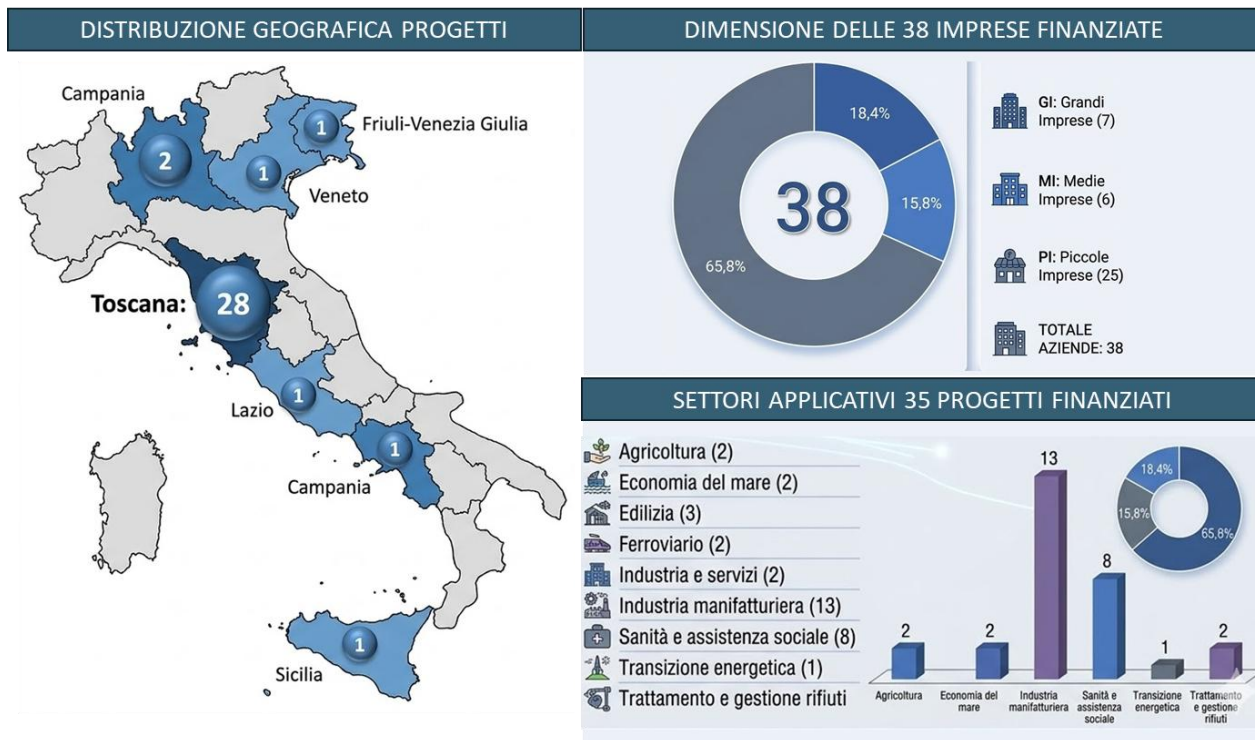 DISTRIBUZIONE GEOGRAFICA PROGETTI
Campania
2
1
Friuli-Venezia Giulia
1
Veneto
Toscana:
28
1
Lazio
1
Campania
1
Sicilia
DIMENSIONE DELLE 38 IMPRESE FINANZIATE
18,4%
15,8%
65,8%
38
GI: Grandi
Imprese (7)
MI: Medie
Imprese (6)
PI: Piccole
Imprese (25)
TOTALE
AZIENDE: 38
SETTORI APPLICATIVI 35 PROGETTI FINANZIATI
Agricoltura (2)
Economia del mare (2)
Edilizia (3)
Ferroviario (2)
Industria e servizi (2)
Industria manifatturiera (13)
Sanità e assistenza sociale (8)
Transizione energetica (1)
Trattamento e gestione rifiuti
18,4%
15,8%
65,8%
2
2
13
8
1
2
Agricoltura
Economia del
mare
Industria
manifatturiera
Sanità e
assistenza
sociale
Transizione
energetica
Trattamento
e gestione
rifiuti